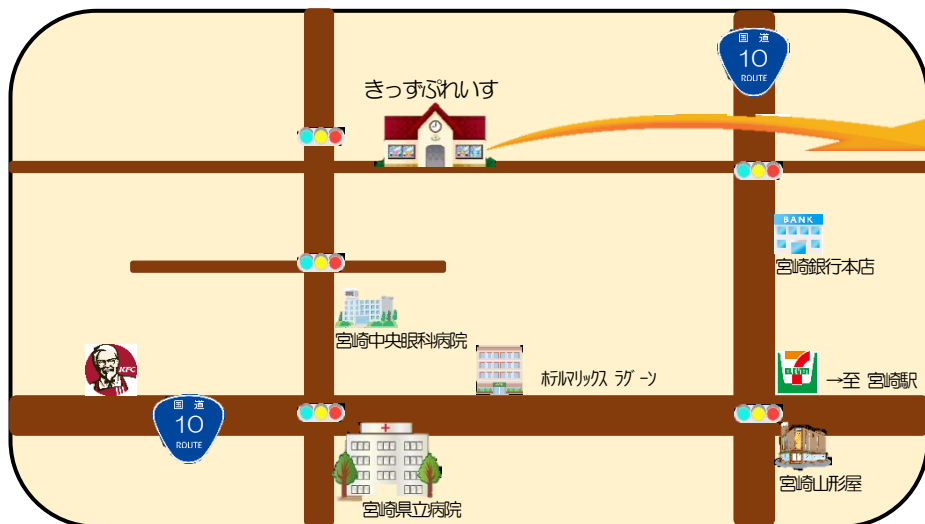 国道
10
ROUTE
きっずぷれいす
BANK
宮崎銀行本店
宮崎中央眼科病院
KFC
ホテルマリックス ラグーン
ELEVEN
→至 宮崎駅
国道
10
ROUTE
宮崎県立病院
宮崎山形屋